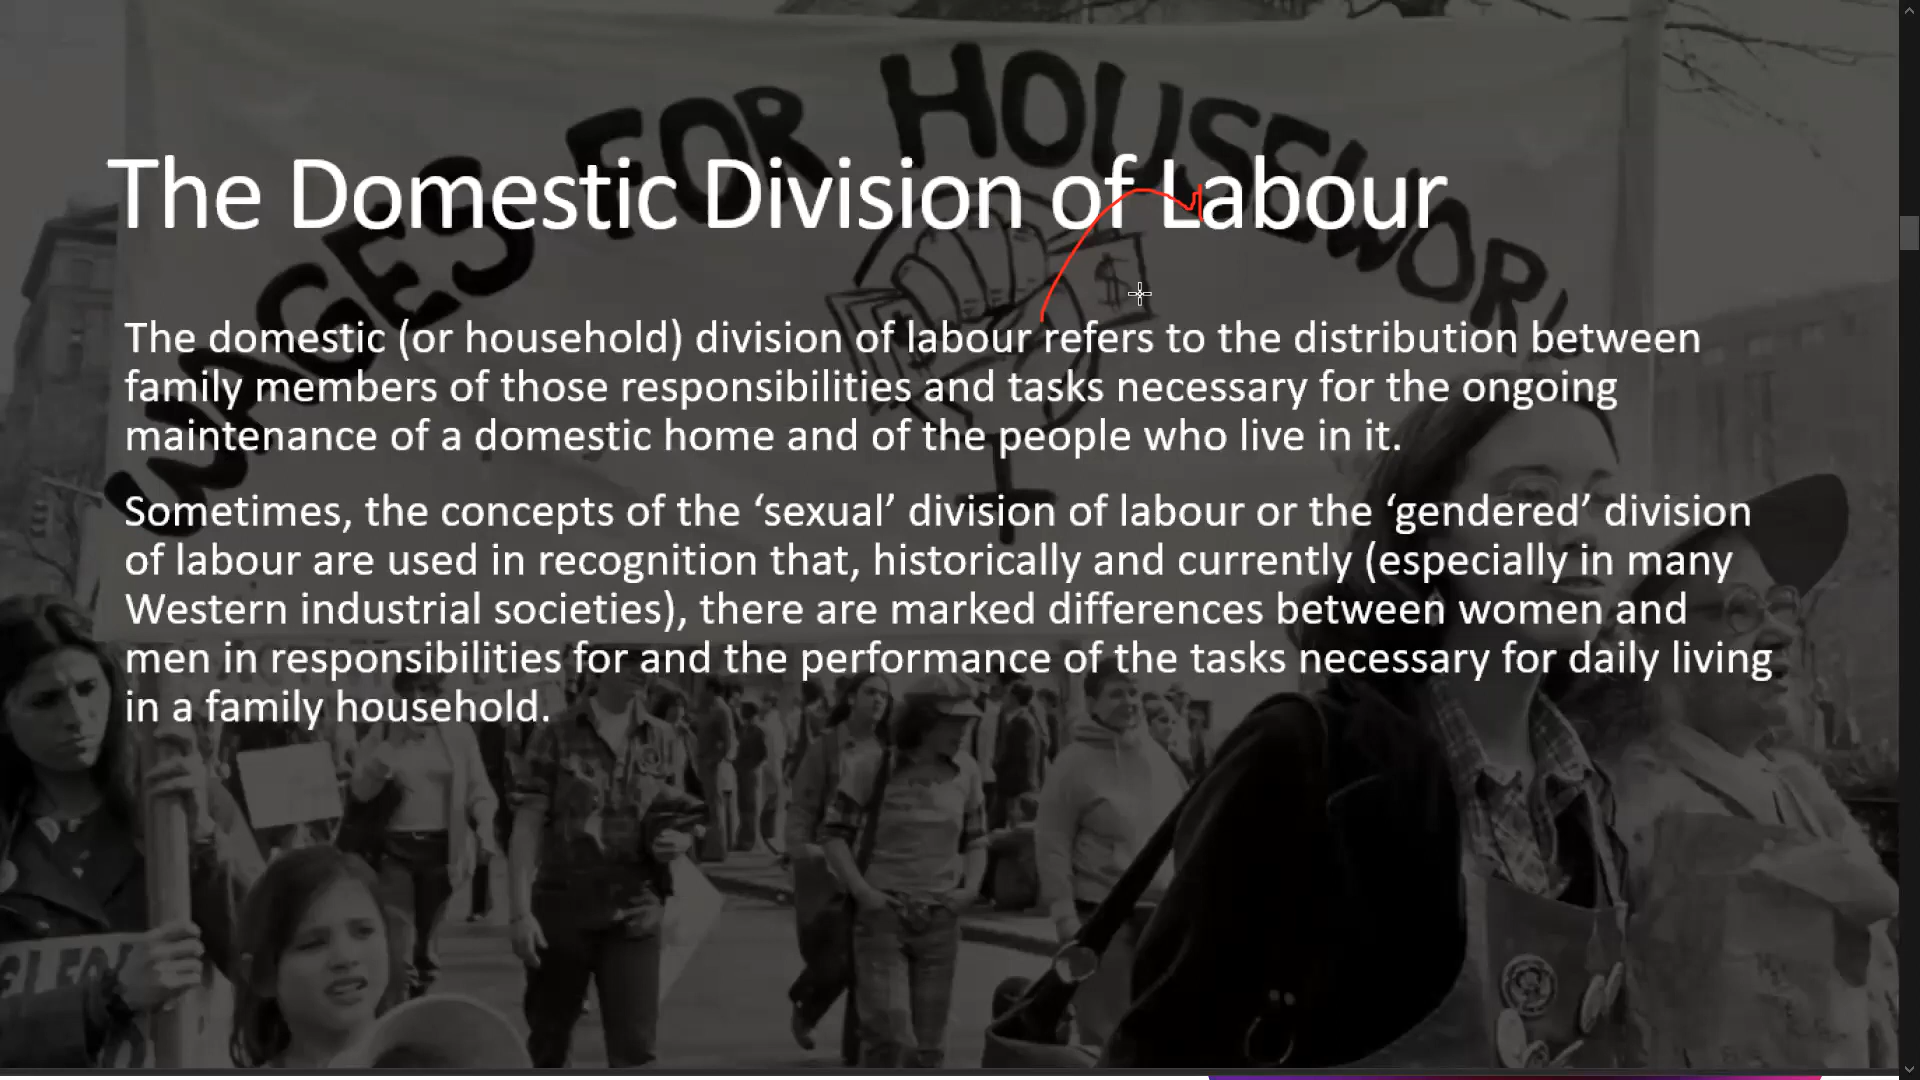 WAGES FOR HOUSEWORK
The Domestic Division of Labour
$
The domestic (or household) division of labour refers to the distribution between
family members of those responsibilities and tasks necessary for the ongoing
maintenance of a domestic home and of the people who live in it.
Sometimes, the concepts of the ‘sexual’ division of labour or the ‘gendered’ division
of labour are used in recognition that, historically and currently (especially in many
Western industrial societies), there are marked differences between women and
men in responsibilities for and the performance of the tasks necessary for daily living
in a family household.